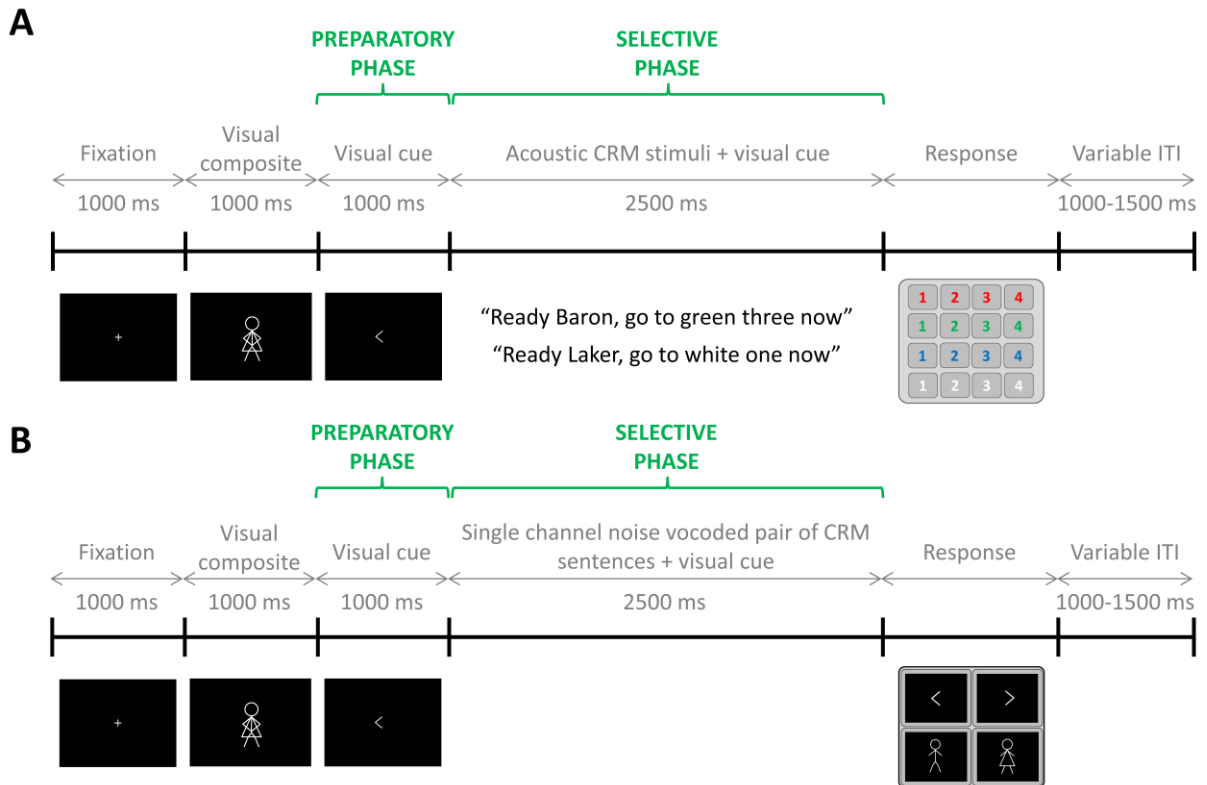 A
PREPARATORY PHASE
SELECTIVE PHASE
Fixation
Visual composite
Visual cue
Acoustic CRM stimuli + visual cue
Response
Variable ITI
1000 ms
1000 ms
1000 ms
2500 ms
1000-1500 ms
+
<
“Ready Baron, go to green three now”
“Ready Laker, go to white one now”
1 2 3 4
1 2 3 4
1 2 3 4
1 2 3 4
B
PREPARATORY PHASE
SELECTIVE PHASE
Fixation
Visual composite
Visual cue
Single channel noise vocoded pair of CRM
sentences + visual cue
Response
Variable ITI
1000 ms
1000 ms
1000 ms
2500 ms
1000-1500 ms
+
<
< >